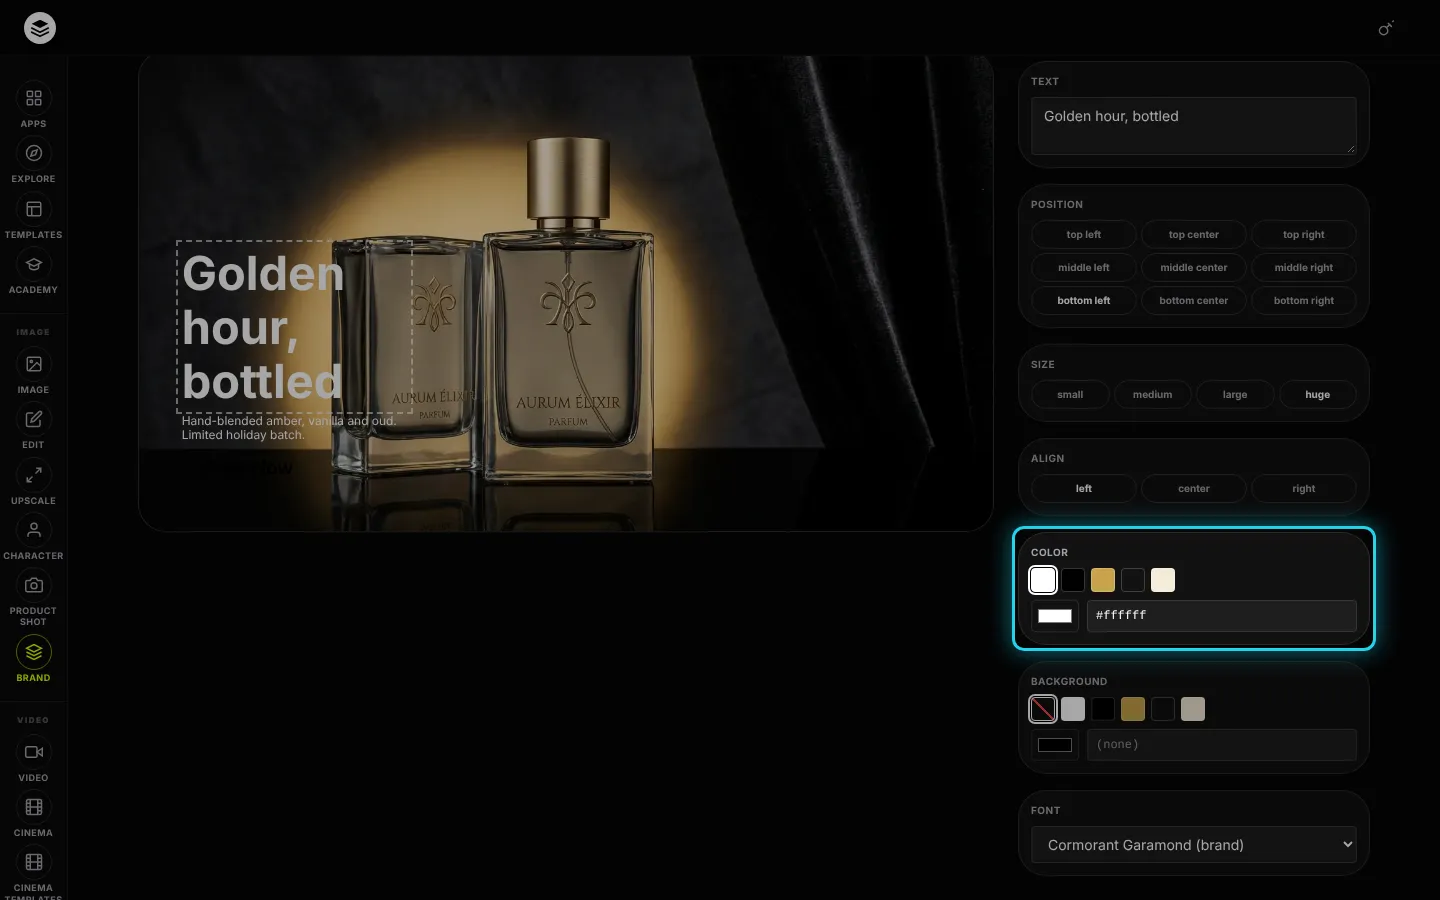 APPS
EXPLORE
TEMPLATES
ACADEMY
IMAGE
IMAGE
EDIT
UPSCALE
CHARACTER
PRODUCT
SHOT
BRAND
VIDEO
VIDEO
CINEMA
CINEMA
TEMPLATES
Golden
hour,
bottled
Hand-blended amber, vanilla and oud.
Limited holiday batch.
AURUM ÉLIXIR
PARFUM
AURUM ÉLIXIR
PARFUM
TEXT
Golden hour, bottled
POSITION
top left
top center
top right
middle left
middle center
middle right
bottom left
bottom center
bottom right
SIZE
small
medium
large
huge
ALIGN
left
center
right
COLOR
#ffffff
BACKGROUND
(none)
FONT
Cormorant Garamond (brand)